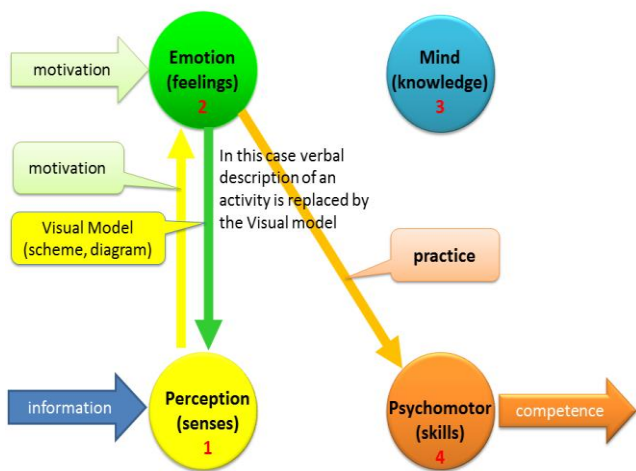 motivation
Emotion
(feelings)
2
Mind
(knowledge)
3
motivation
In this case verbal
description of an
activity is replaced by
the Visual model
Visual Model
(scheme, diagram)
practice
information
Perception
(senses)
1
Psychomotor
(skills)
4
competence